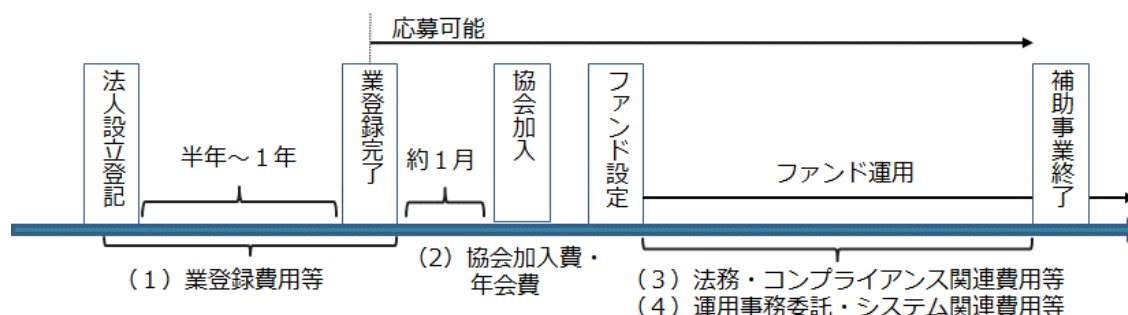 応募可能
法人設立登記
半年~1年
業登録完了
約1月
協会加入
ファンド設定
ファンド運用
補助事業終了
(1)業登録費用等
(2)協会加入費・
年会費
(3)法務・コンプライアンス関連費用等
(4)運用事務委託・システム関連費用等